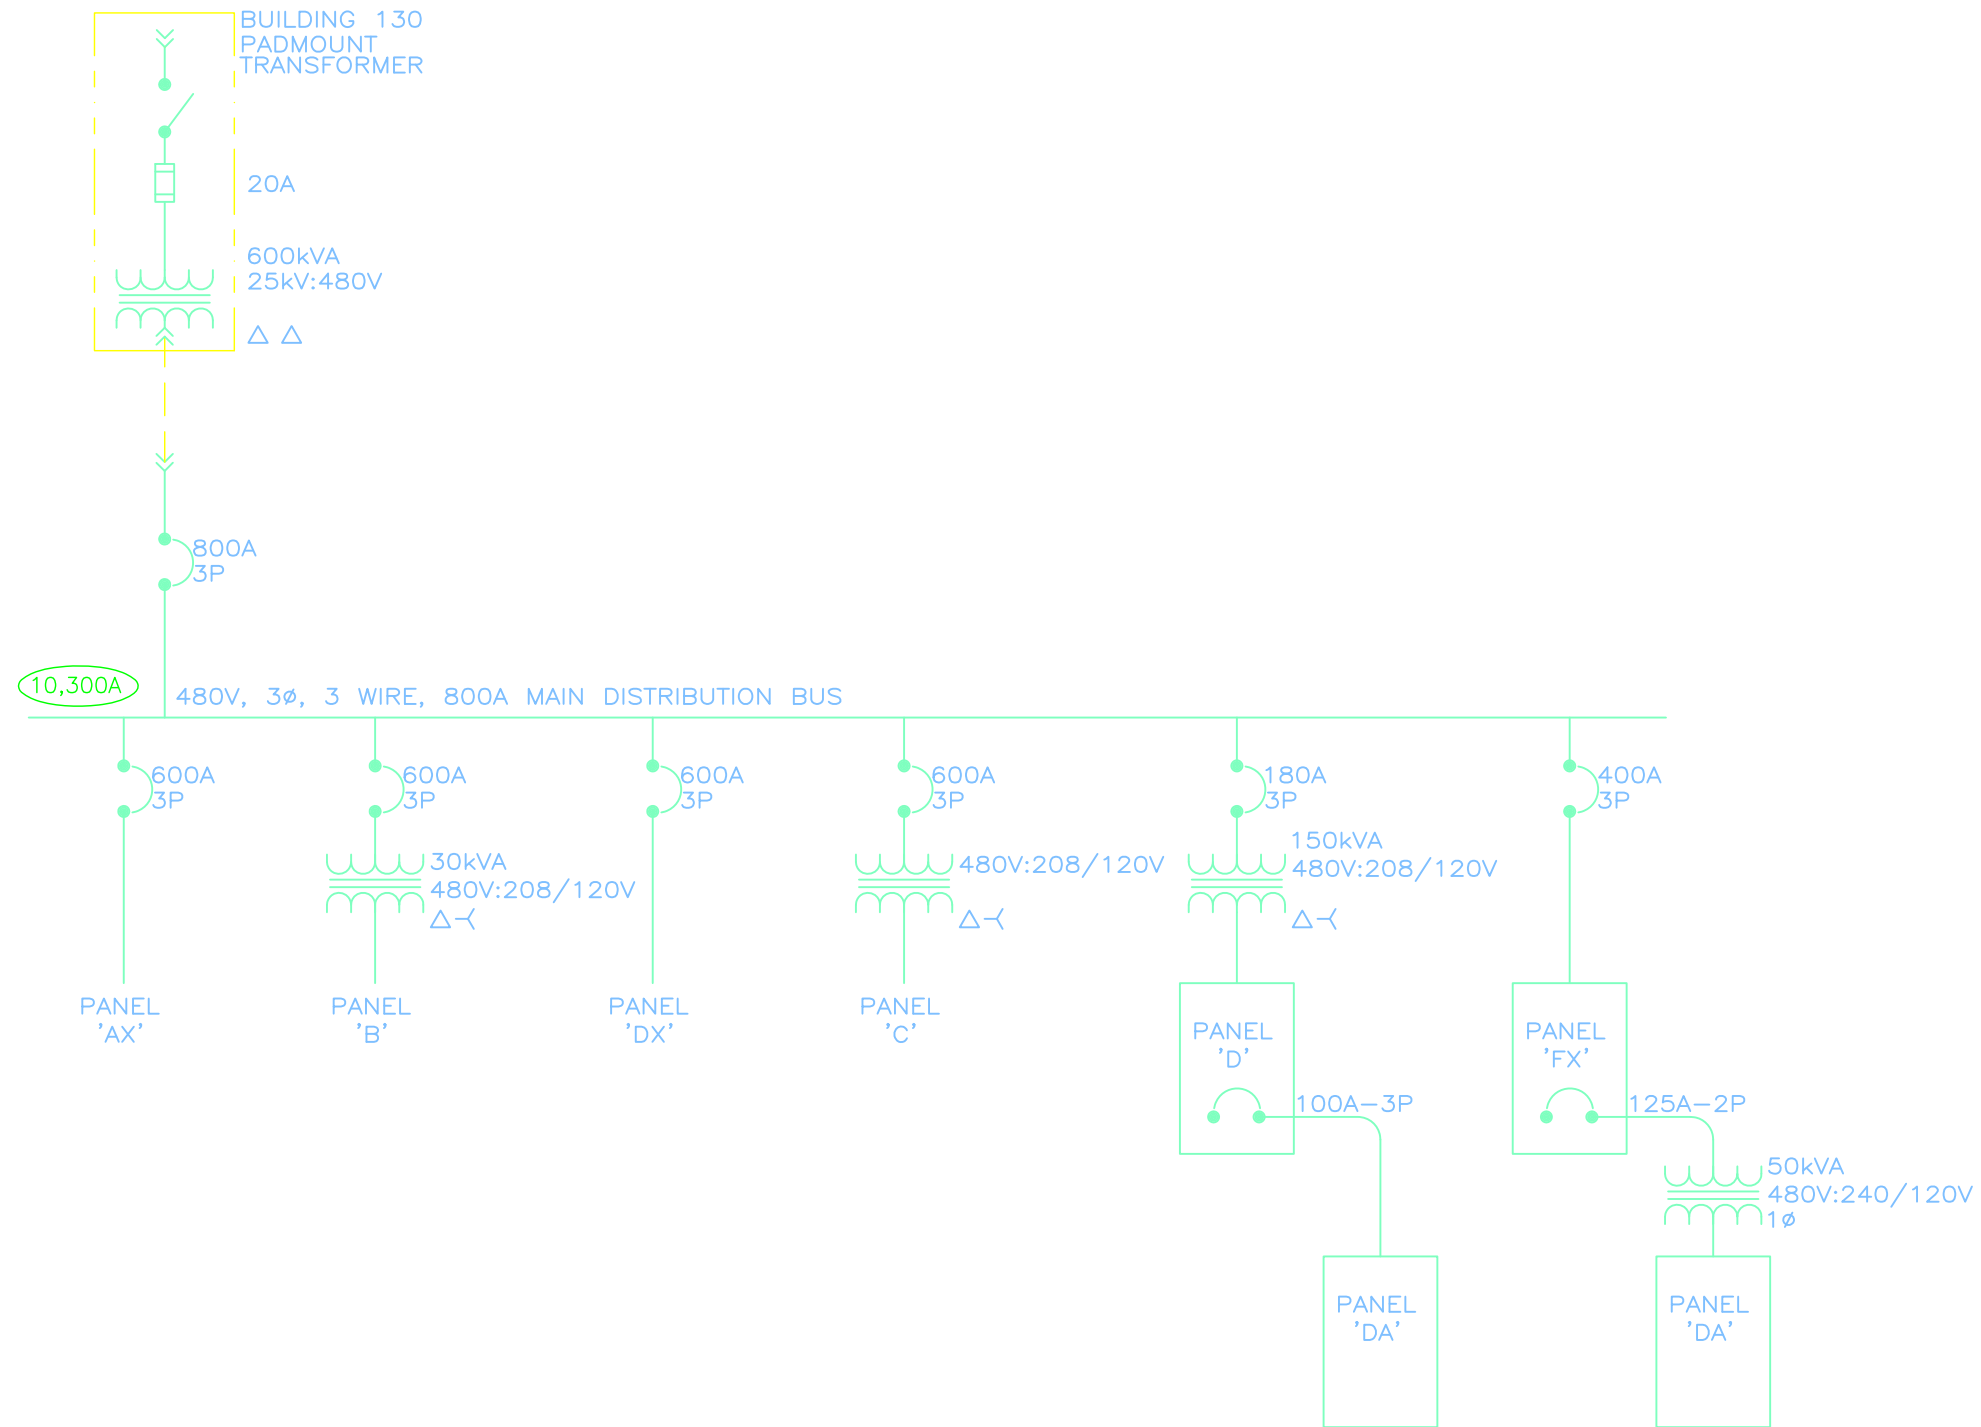 BUILDING 130
PADMOUNT
TRANSFORMER
20A
600kVA
25kV:480V
800A
3P
10,300A
480V, 3ø, 3 WIRE, 800A MAIN DISTRIBUTION BUS
600A
3P
600A
3P
600A
3P
600A
3P
180A
3P
400A
3P
30kVA
480V:208/120V
480V:208/120V
150kVA
480V:208/120V
PANEL
'AX'
PANEL
'B'
PANEL
'DX'
PANEL
'C'
PANEL
'D'
100A-3P
PANEL
'FX'
125A-2P
50kVA
480V:240/120V
1ø
PANEL
'DA'
PANEL
'DA'